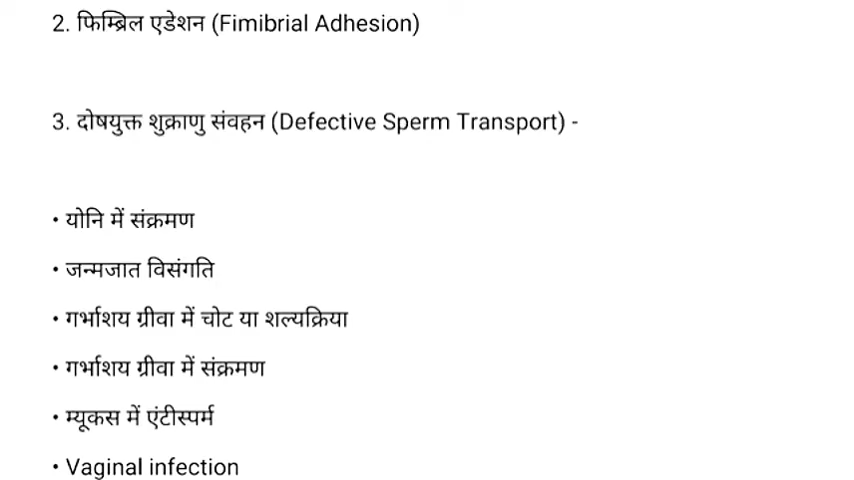 2. फिम्ब्रिल एडेशन (Fimibrial Adhesion)
3. दोषयुक्त शुक्राणु संवहन (Defective Sperm Transport) -
• योनि में संक्रमण
• जन्मजात विसंगति
• गर्भाशय ग्रीवा में चोट या शल्यक्रिया
• गर्भाशय ग्रीवा में संक्रमण
• म्यूकस में एंटीस्पर्म
• Vaginal infection